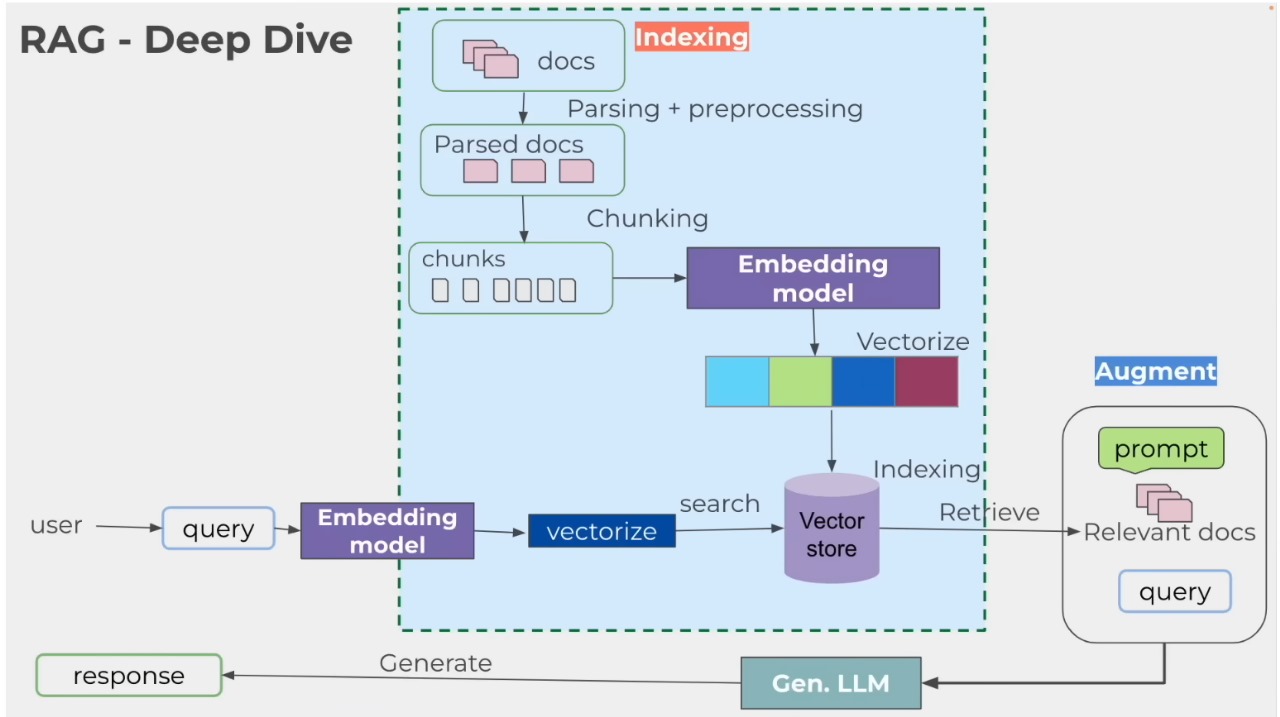 RAG - Deep Dive
Indexing
docs
Parsing + preprocessing
Parsed docs
Chunking
chunks
Embedding
model
Vectorize
Augment
prompt
Indexing
user
query
Embedding
model
vectorize
search
Vector
store
Retrieve
Relevant docs
query
response
Generate
Gen. LLM